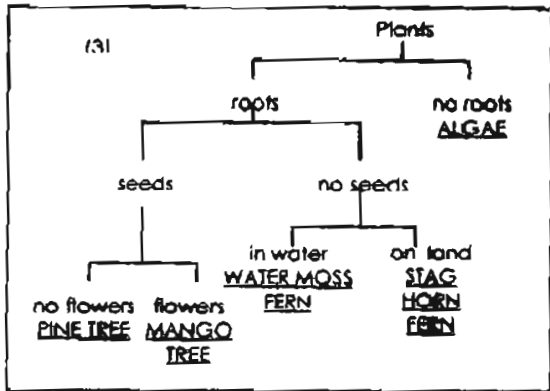 (3)
Plants
roots
no roots
ALGAE
seeds
no seeds
in water
WATER MOSS
FERN
on land
STAG
HORN
FERN
no flowers
PINE TREE
flowers
MANGO
TREE